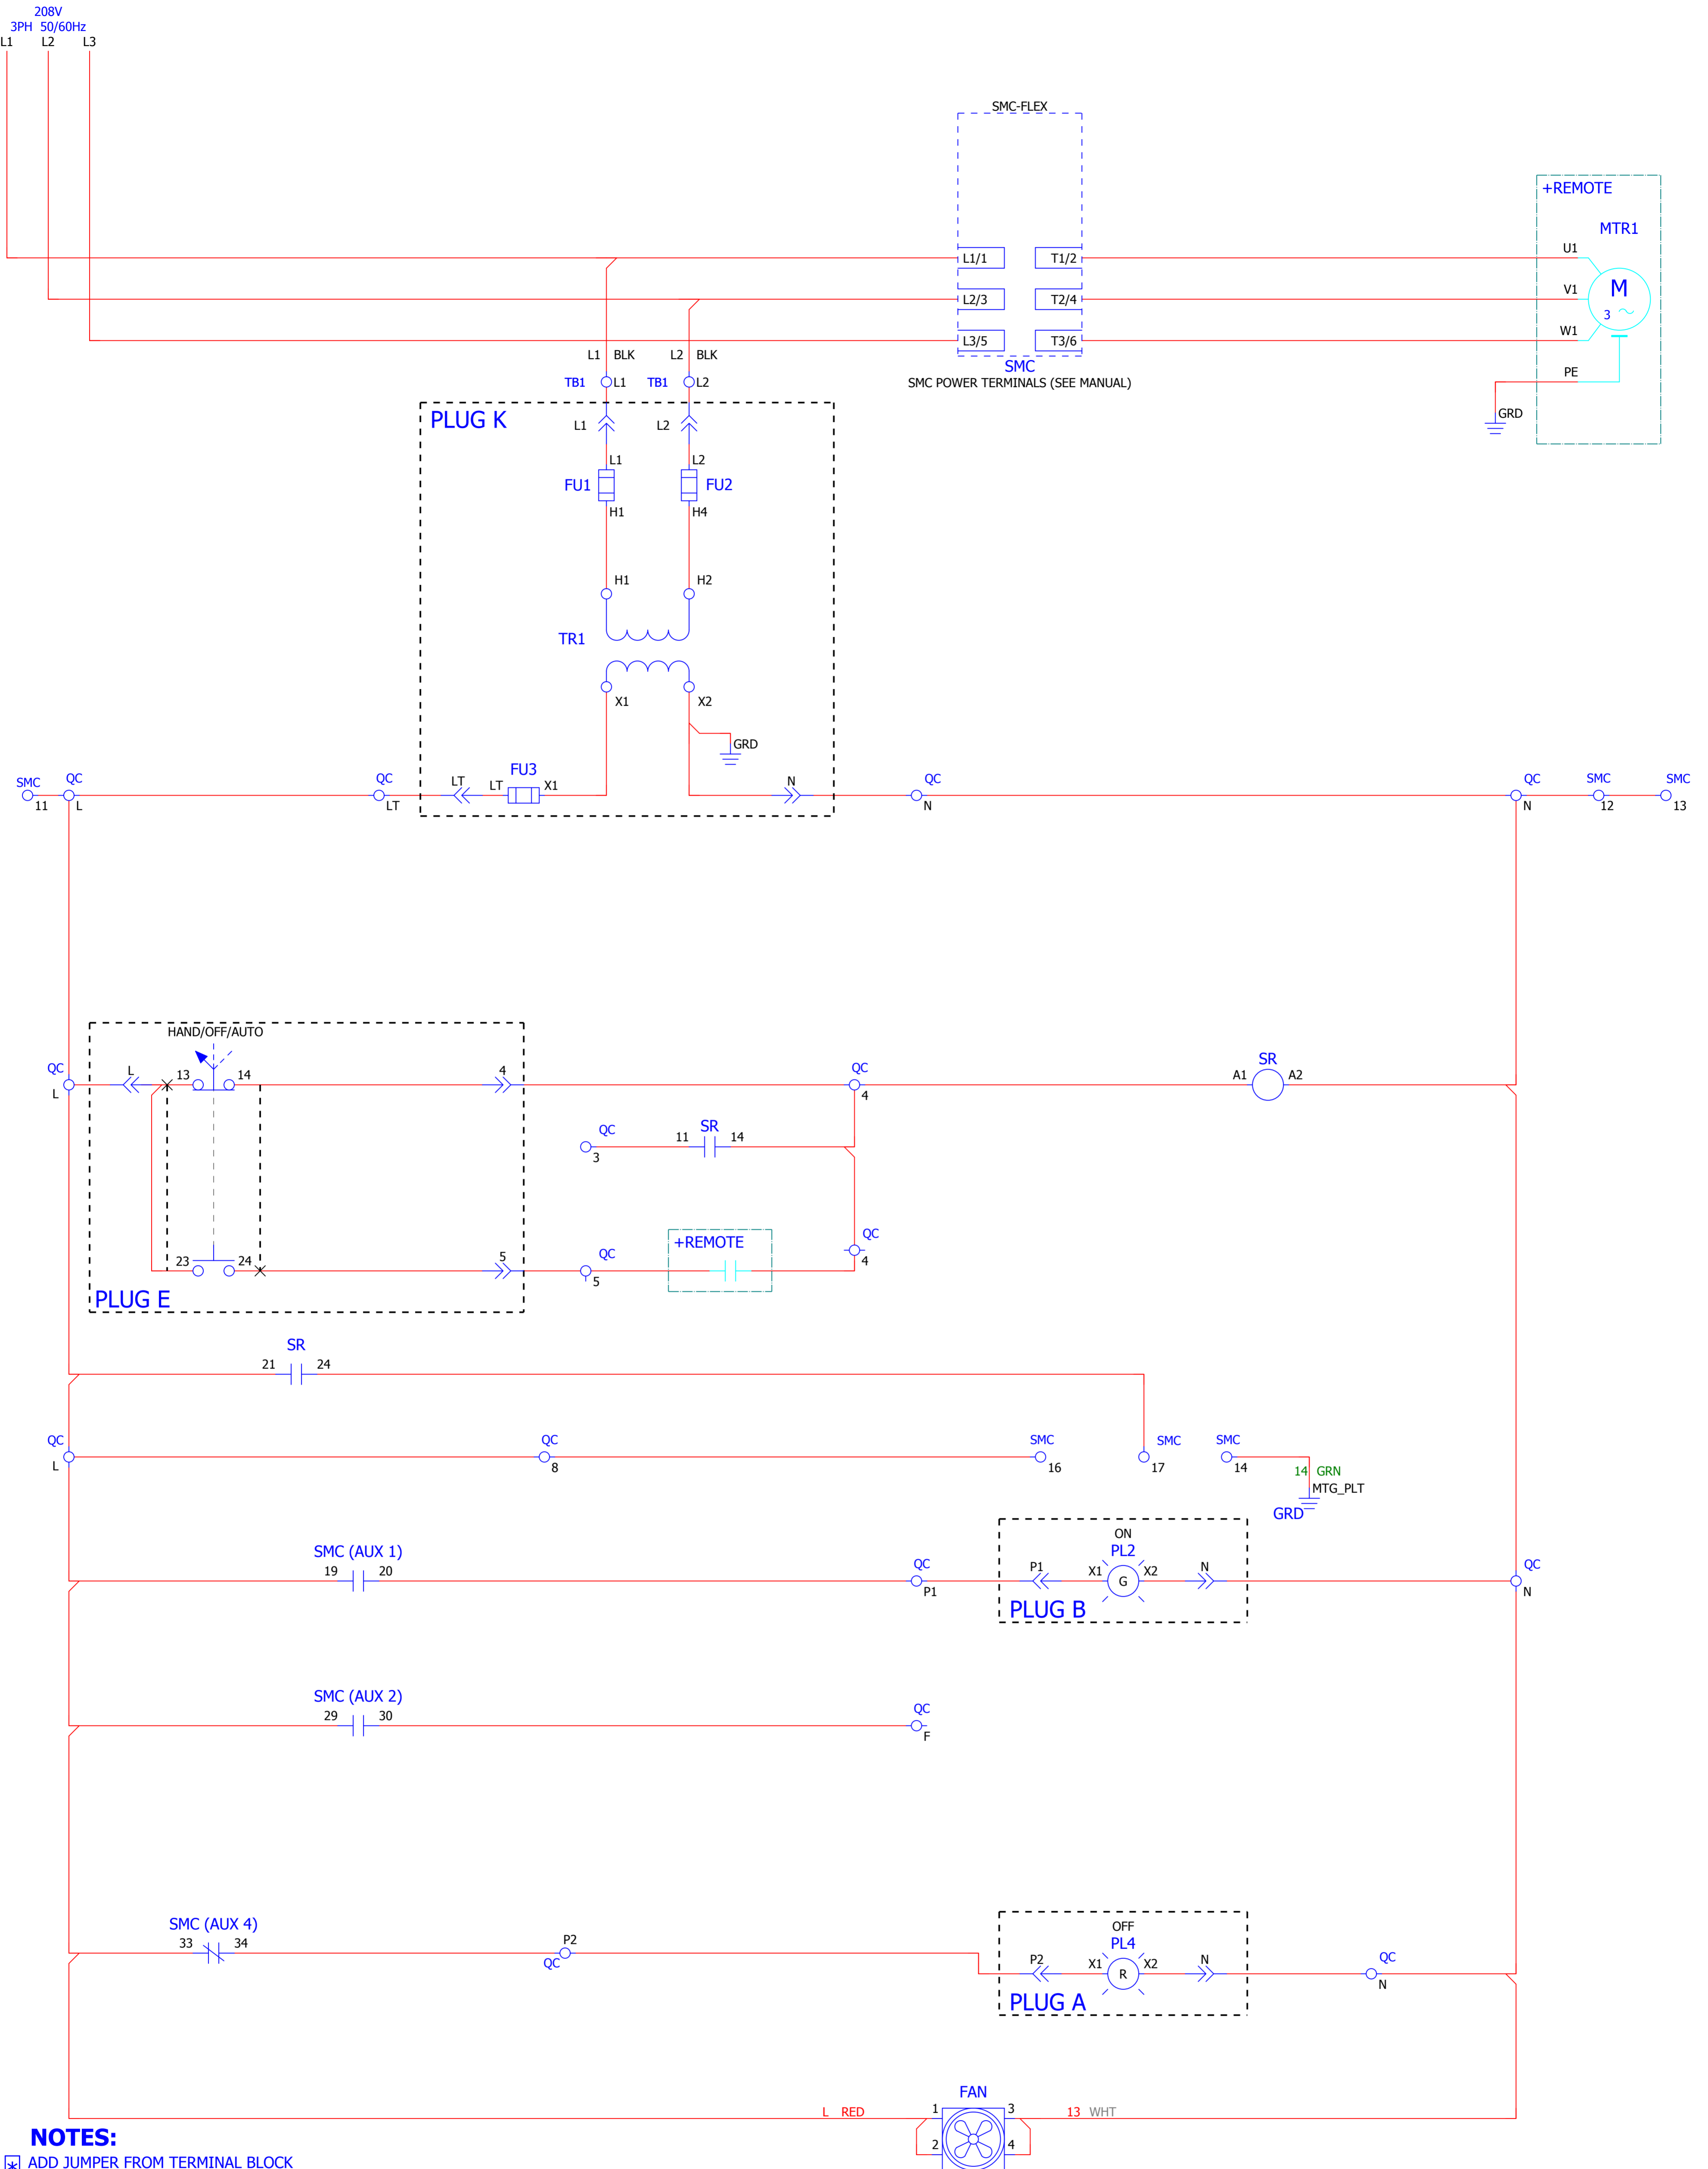 208V
3PH 50/60Hz
L1 L2 L3
SMC-FLEX
+REMOTE
MTR1
L1/1 T1/2 U1
L2/3 T2/4 V1
M
3
L3/5 T3/6 W1
L1 BLK L2 BLK
SMC
SMC POWER TERMINALS (SEE MANUAL)
PE
TB1 L1 TB1 L2
GRD
PLUG K
L1 L2
L1 L2
FU1 FU2
H1 H4
H1 H2
TR1
X1 X2
GRD
FU3
SMC QC QC LT LT X1 N QC QC SMC SMC
11 L LT N N 12 13
HAND/OFF/AUTO
QC L 13 14 4 QC SR
L 4 A1 A2
QC 11 SR 14
3
+REMOTE
QC
4
23 24 5 QC
5
PLUG E
SR
21 24
QC QC SMC SMC SMC
L 8 16 17 14
14 GRN
MTG_PLT
GRD
ON
PL2
SMC (AUX 1)
19 20 QC P1 X1 G X2 N QC
P1 N
PLUG B
SMC (AUX 2)
29 30 QC
F
OFF
PL4
SMC (AUX 4)
33 34 P2
QC
P2 X1 R X2 N QC
N
PLUG A
FAN
L RED 1 3 13 WHT
2 4
NOTES:
* ADD JUMPER FROM TERMINAL BLOCK